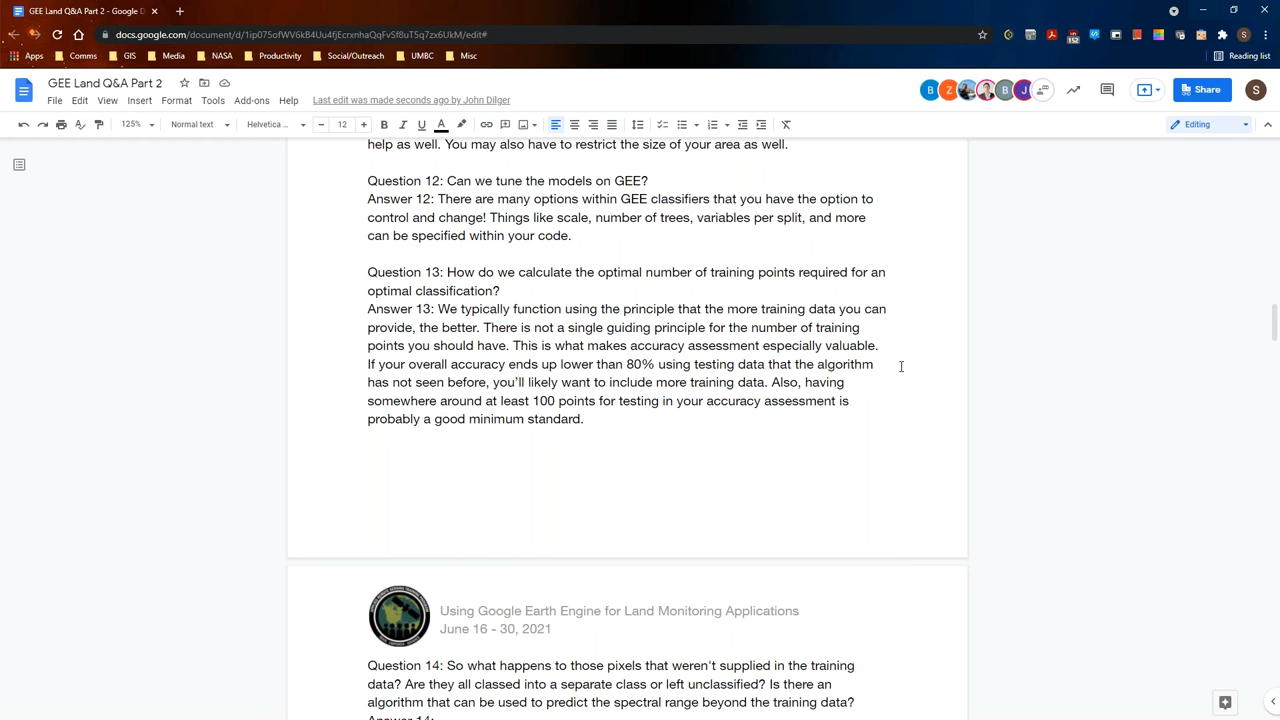 GEE Land Q&A Part 2 - Google D
docs.google.com/document/d/1ip075ofWV6kB4Uu4fjEcrxnhaQqFvSf8uT5q7zx6UkM/edit#
Apps Comms GIS Media NASA Productivity Social/Outreach UMBC Misc Reading list
GEE Land Q&A Part 2
File Edit View Insert Format Tools Add-ons Help Last edit was made seconds ago by John Dilger
B Z B J Share S
125% Normal text Helvetica ... 12 B I U A Editing
help as well. You may also have to restrict the size of your area as well.
Question 12: Can we tune the models on GEE?
Answer 12: There are many options within GEE classifiers that you have the option to
control and change! Things like scale, number of trees, variables per split, and more
can be specified within your code.
Question 13: How do we calculate the optimal number of training points required for an
optimal classification?
Answer 13: We typically function using the principle that the more training data you can
provide, the better. There is not a single guiding principle for the number of training
points you should have. This is what makes accuracy assessment especially valuable.
If your overall accuracy ends up lower than 80% using testing data that the algorithm
has not seen before, you'll likely want to include more training data. Also, having
somewhere around at least 100 points for testing in your accuracy assessment is
probably a good minimum standard.
Using Google Earth Engine for Land Monitoring Applications
June 16 - 30, 2021
Question 14: So what happens to those pixels that weren't supplied in the training
data? Are they all classed into a separate class or left unclassified? Is there an
algorithm that can be used to predict the spectral range beyond the training data?
Answer 14: